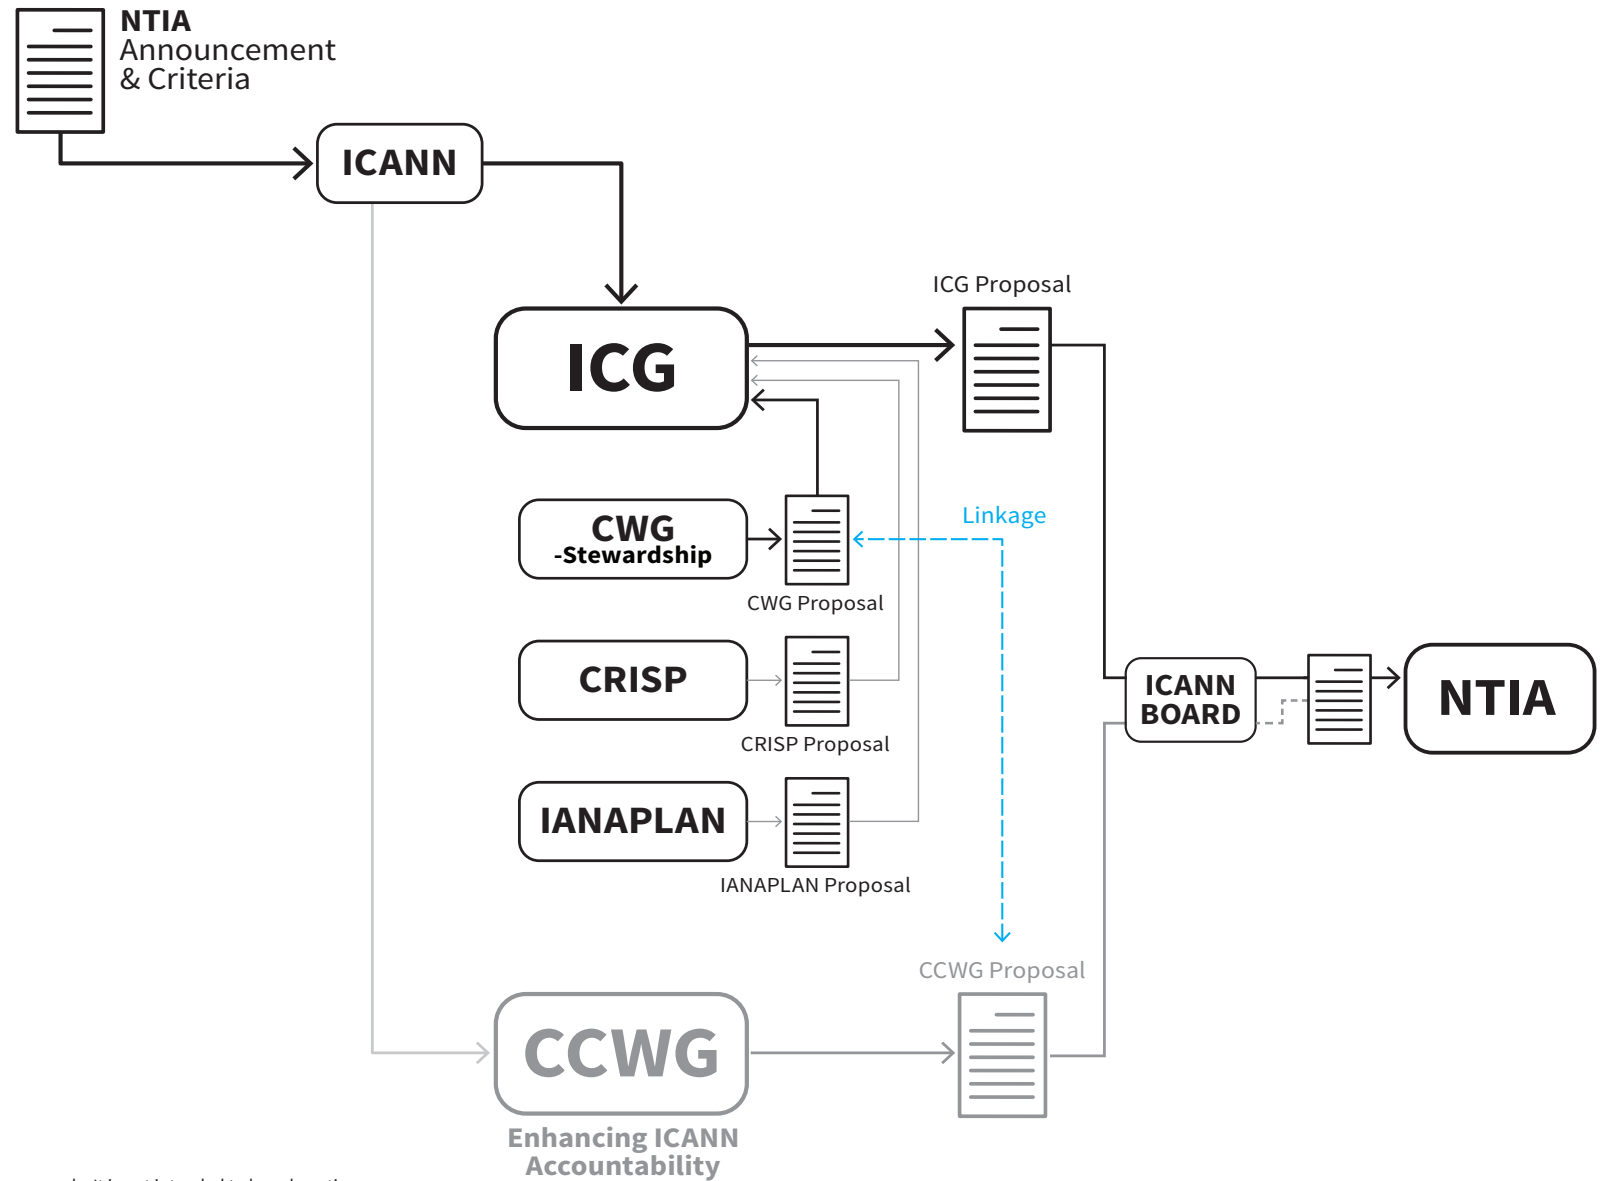 NTIA
Announcement
& Criteria
ICANN
ICG Proposal
ICG
CWG
-Stewardship
Linkage
CWG Proposal
CRISP
CRISP Proposal
ICANN
BOARD
NTIA
IANAPLAN
IANAPLAN Proposal
CCWG Proposal
CCWG
Enhancing ICANN
Accountability